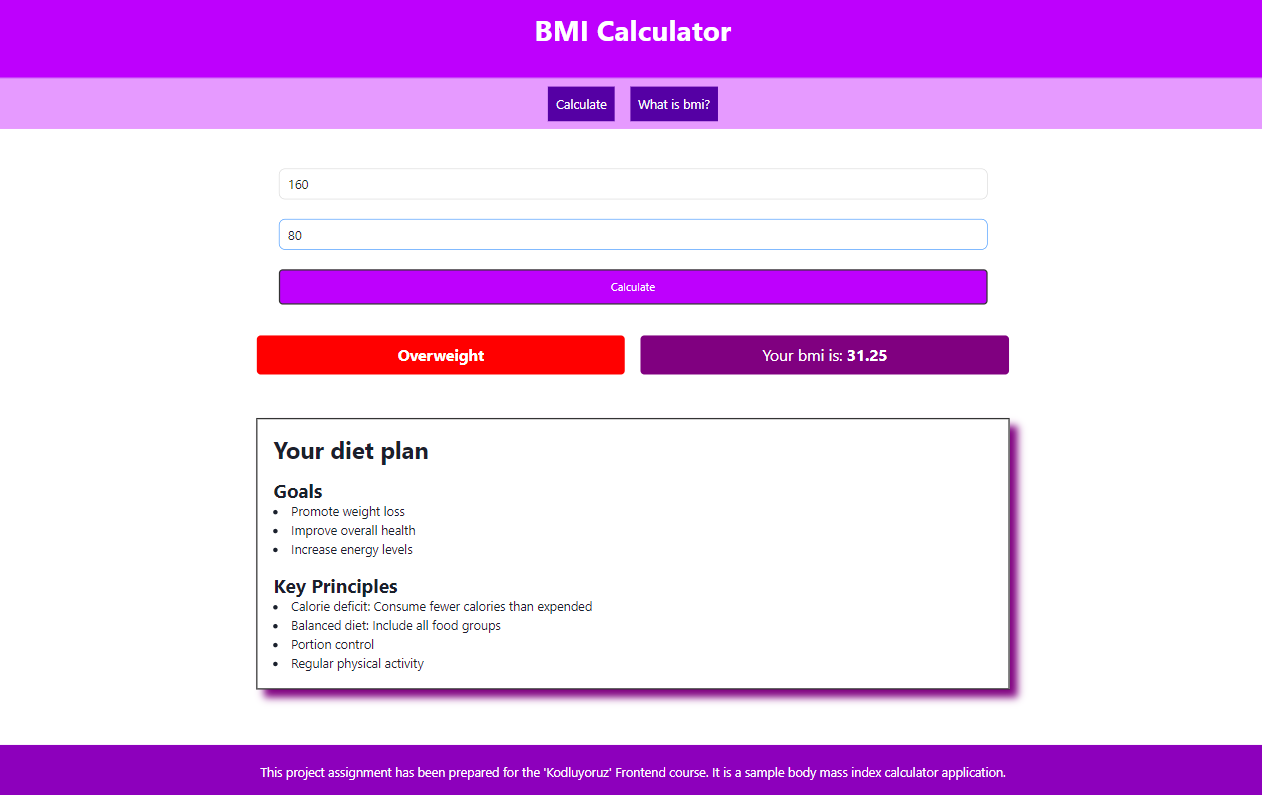 BMI Calculator
Calculate
What is bmi?
160
80
Calculate
Overweight
Your bmi is: 31.25
Your diet plan
Goals
• Promote weight loss
• Improve overall health
• Increase energy levels
Key Principles
• Calorie deficit: Consume fewer calories than expended
• Balanced diet: Include all food groups
• Portion control
• Regular physical activity
This project assignment has been prepared for the 'Kodluyoruz' Frontend course. It is a sample body mass index calculator application.